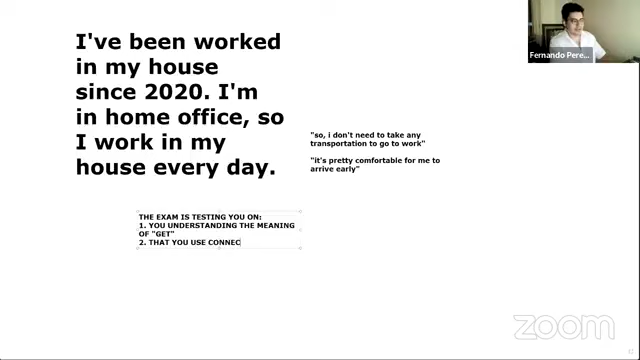 I've been worked
in my house
since 2020. I'm
in home office, so
I work in my
house every day.
"so, i don't need to take any
transportation to go to work"
"it's pretty comfortable for me to
arrive early"
THE EXAM IS TESTING YOU ON:
1. YOU UNDERSTANDING THE MEANING
OF "GET"
2. THAT YOU USE CONNEC
Fernando Pere...
zoom